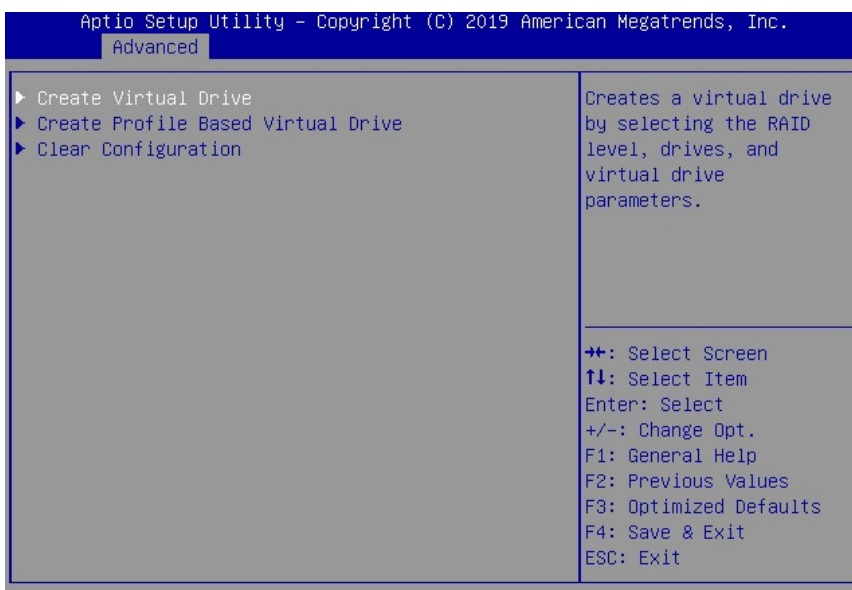 Aptio Setup Utility – Copyright (C) 2019 American Megatrends, Inc.
Advanced
▶ Create Virtual Drive
▶ Create Profile Based Virtual Drive
▶ Clear Configuration
Creates a virtual drive
by selecting the RAID
level, drives, and
virtual drive
parameters.
→←: Select Screen
↑↓: Select Item
Enter: Select
+/-: Change Opt.
F1: General Help
F2: Previous Values
F3: Optimized Defaults
F4: Save & Exit
ESC: Exit